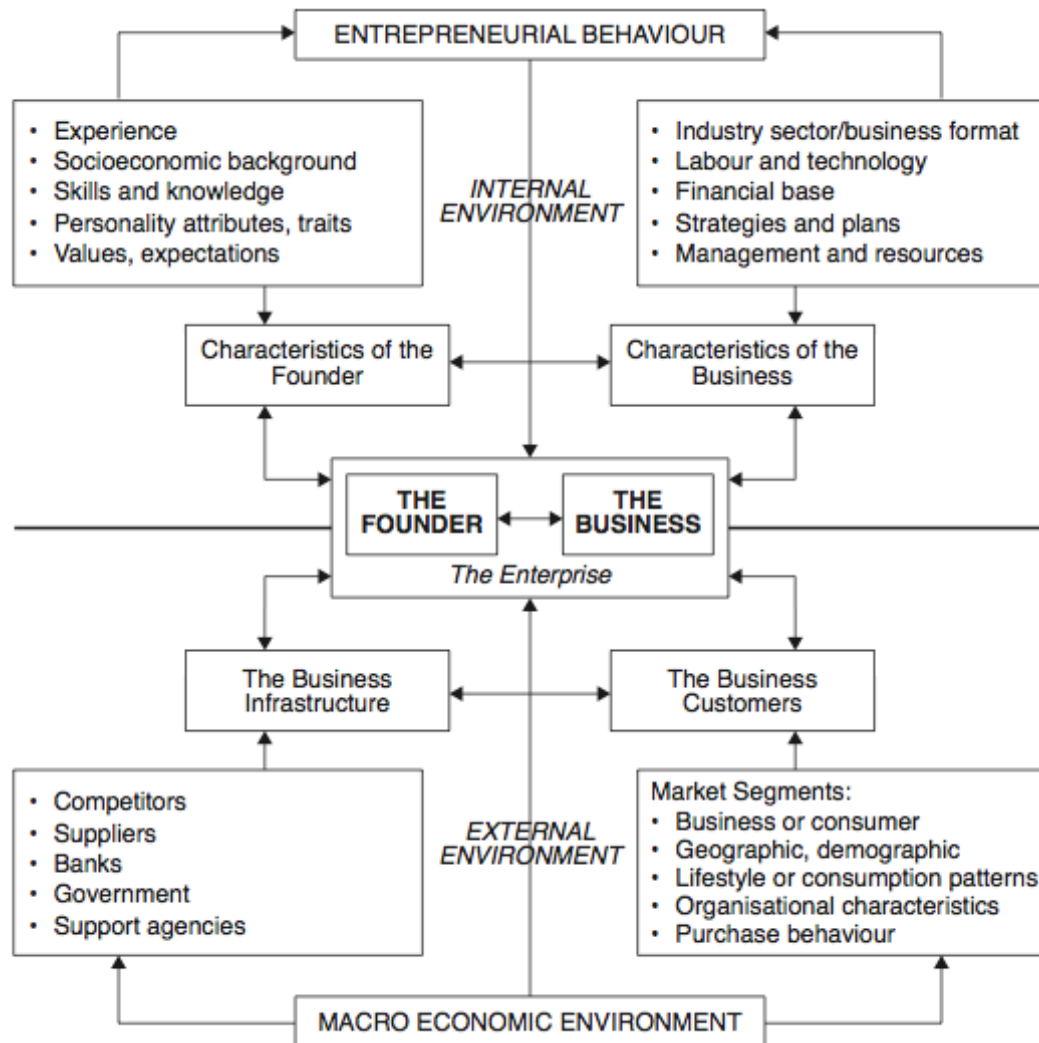 ENTREPRENEURIAL BEHAVIOUR
• Experience
• Socioeconomic background
• Skills and knowledge
• Personality attributes, traits
• Values, expectations
INTERNAL
ENVIRONMENT
• Industry sector/business format
• Labour and technology
• Financial base
• Strategies and plans
• Management and resources
Characteristics of the
Founder
Characteristics of the
Business
THE
FOUNDER
THE
BUSINESS
The Enterprise
The Business
Infrastructure
The Business
Customers
• Competitors
• Suppliers
• Banks
• Government
• Support agencies
EXTERNAL
ENVIRONMENT
Market Segments:
• Business or consumer
• Geographic, demographic
• Lifestyle or consumption patterns
• Organisational characteristics
• Purchase behaviour
MACRO ECONOMIC ENVIRONMENT